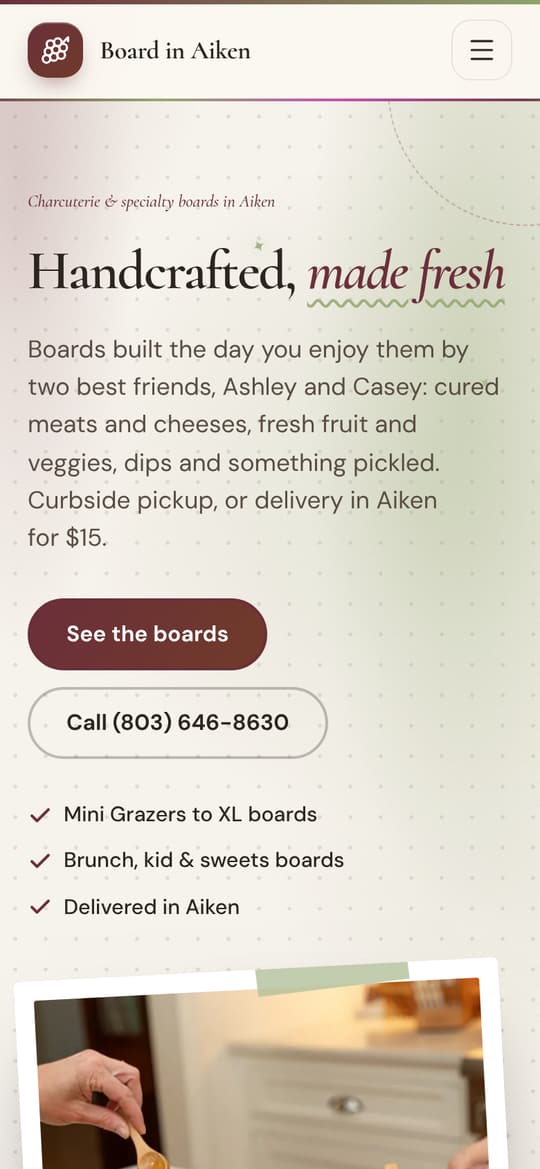 Board in Aiken
Charcuterie & specialty boards in Aiken
Handcrafted, made fresh
Boards built the day you enjoy them by
two best friends, Ashley and Casey: cured
meats and cheeses, fresh fruit and
veggies, dips and something pickled.
Curbside pickup, or delivery in Aiken
for $15.
See the boards
Call (803) 646-8630
Mini Grazers to XL boards
Brunch, kid & sweets boards
Delivered in Aiken